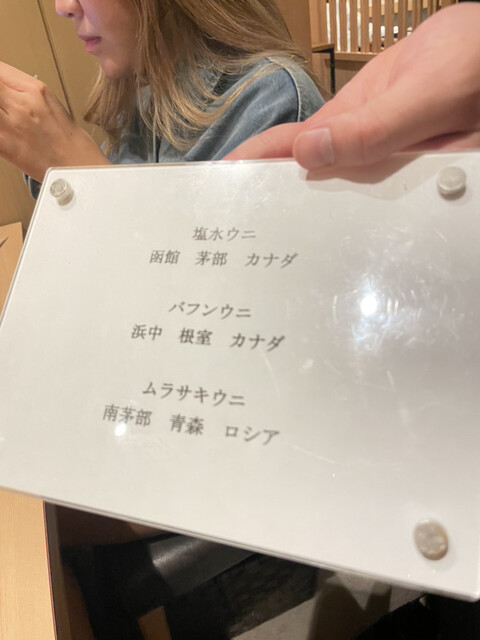 塩水ウニ
函館　茅部　カナダ
バフンウニ
浜中　根室　カナダ
ムラサキウニ
南茅部　青森　ロシア